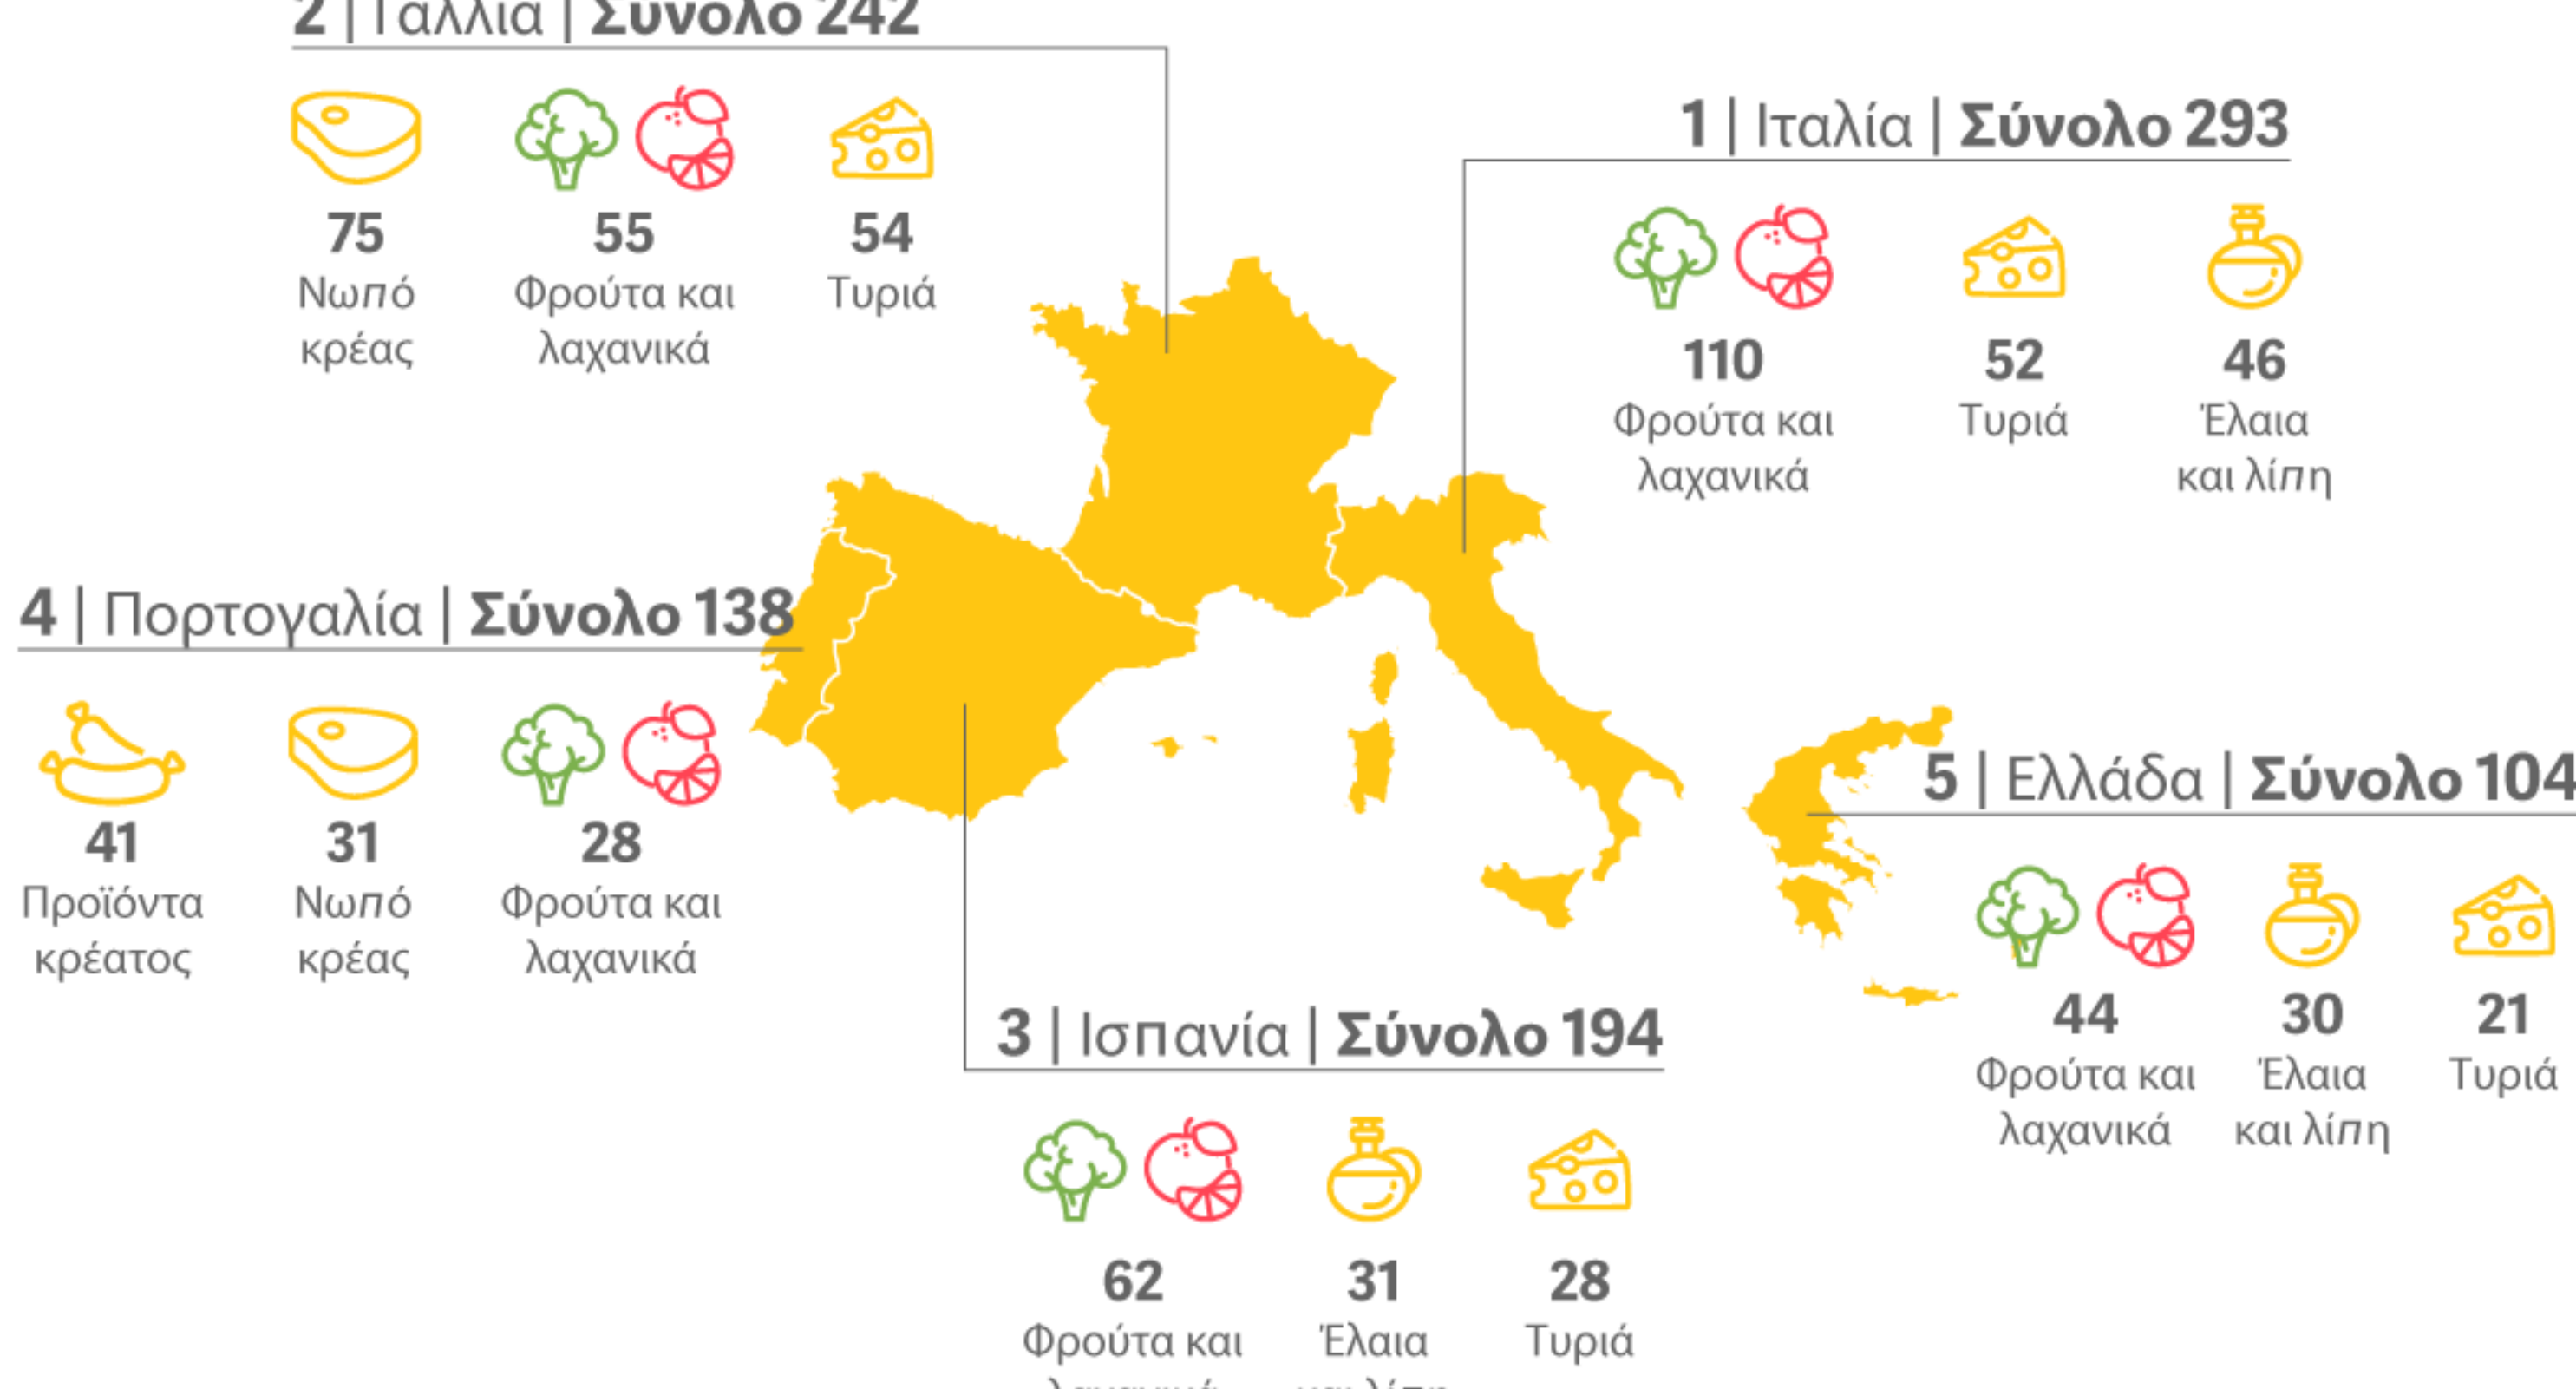 2 | Γαλλία | Σύνολο 242
75
Νωπό
κρέας
55
Φρούτα και
λαχανικά
54
Τυριά
1 | Ιταλία | Σύνολο 293
110
Φρούτα και
λαχανικά
52
Τυριά
46
Έλαια
και λίπη
4 | Πορτογαλία | Σύνολο 138
41
Προϊόντα
κρέατος
31
Νωπό
κρέας
28
Φρούτα και
λαχανικά
5 | Ελλάδα | Σύνολο 104
44
Φρούτα και
λαχανικά
30
Έλαια
και λίπη
21
Τυριά
3 | Ισπανία | Σύνολο 194
62
Φρούτα και
31
Έλαια
28
Τυριά